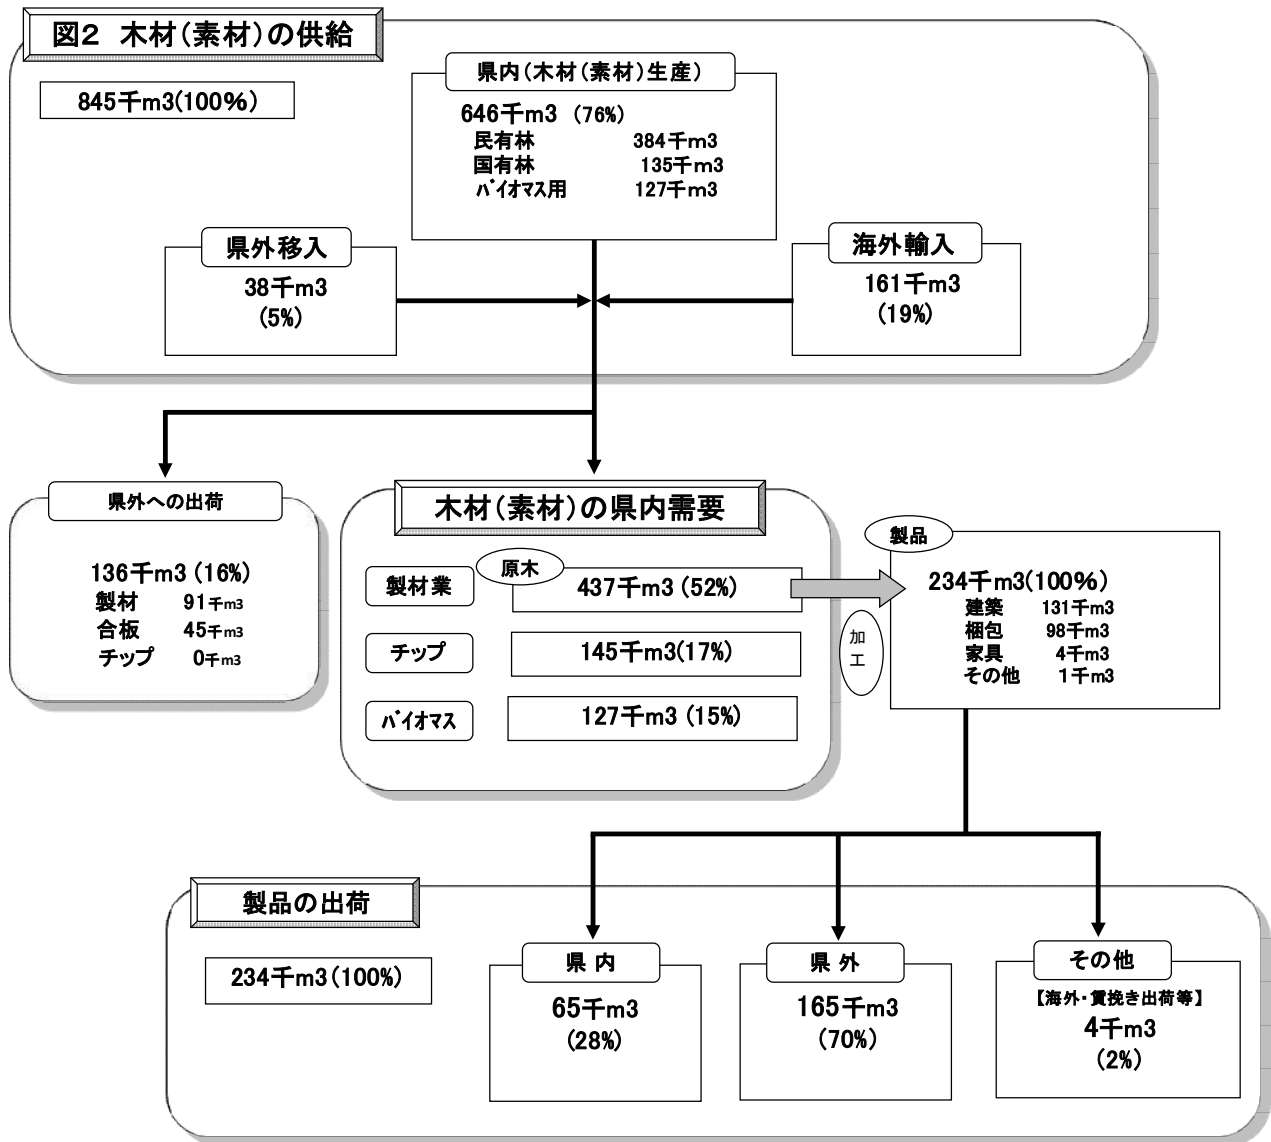 図2 木材(素材)の供給
845千m3(100%)
県内(木材(素材)生産)
646千m3 (76%)
民有林 384千m3
国有林 135千m3
バイオマス用 127千m3
県外移入
38千m3
(5%)
海外輸入
161千m3
(19%)
県外への出荷
136千m3 (16%)
製材 91千m3
合板 45千m3
チップ 0千m3
木材(素材)の県内需要
原木
製材業 437千m3 (52%)
チップ 145千m3(17%)
バイオマス 127千m3 (15%)
加
工
製品
234千m3(100%)
建築 131千m3
梱包 98千m3
家具 4千m3
その他 1千m3
製品の出荷
234千m3(100%)
県 内
65千m3
(28%)
県 外
165千m3
(70%)
その他
【海外・賃挽き出荷等】
4千m3
(2%)